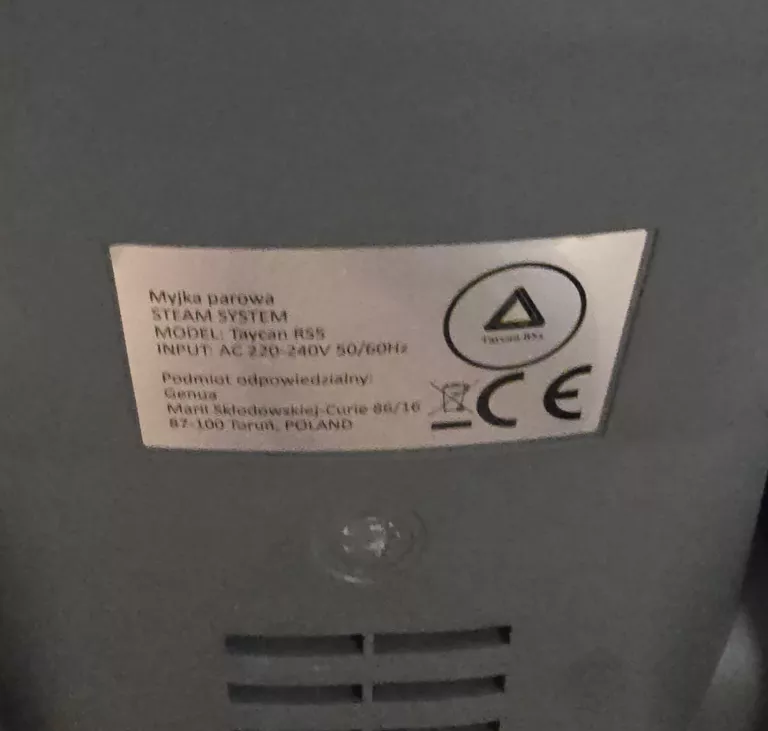 Myjka parowa
STEAM SYSTEM
MODEL: Taycan RS5
INPUT: AC 220-240V 50/60Hz
Podmiot odpowiedzialny:
Genua
Marii Skłodowskiej-Curie 86/16
87-100 Toruń, POLAND
Taycan RS5
CE